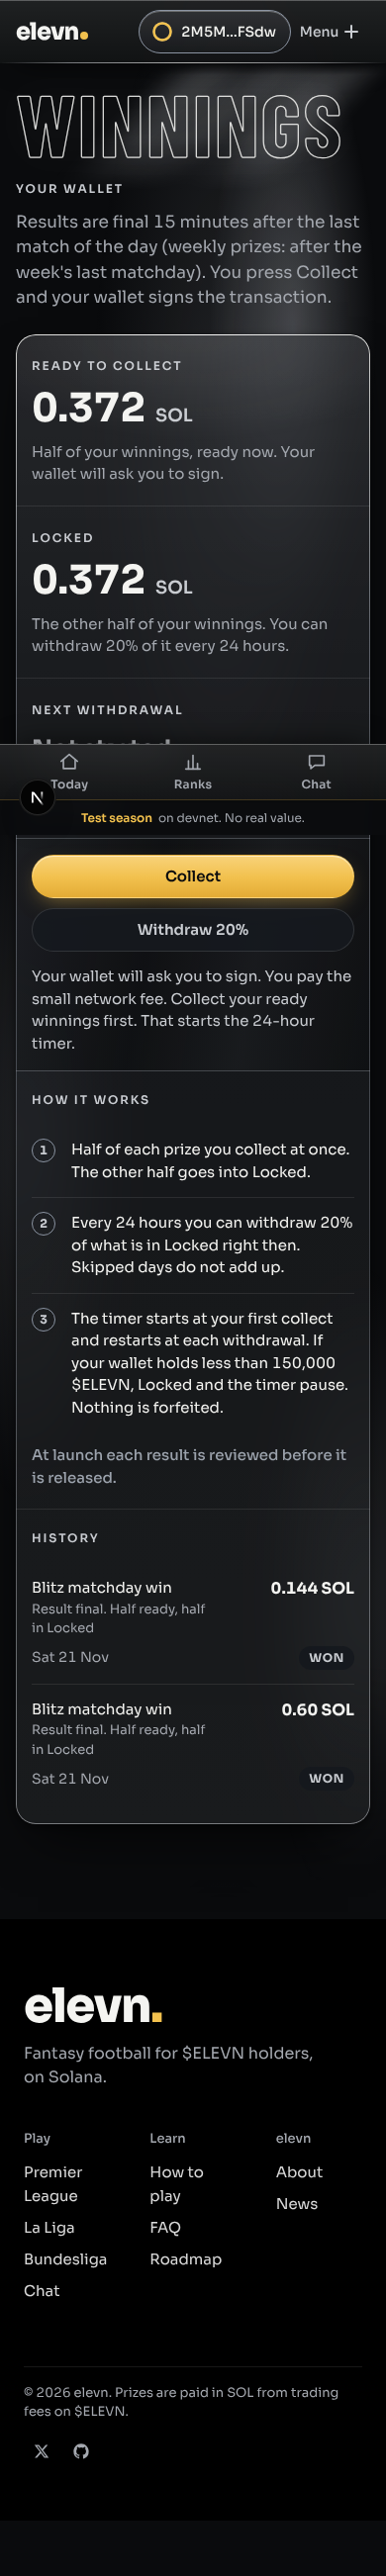 elevn.
2M5M...FSdw
Menu
WINNINGS
YOUR WALLET
Results are final 15 minutes after the last
match of the day (weekly prizes: after the
week's last matchday). You press Collect
and your wallet signs the transaction.
READY TO COLLECT
0.372 SOL
Half of your winnings, ready now. Your
wallet will ask you to sign.
LOCKED
0.372 SOL
The other half of your winnings. You can
withdraw 20% of it every 24 hours.
NEXT WITHDRAWAL
Today
Ranks
Chat
N
Test season on devnet. No real value.
Collect
Withdraw 20%
Your wallet will ask you to sign. You pay the
small network fee. Collect your ready
winnings first. That starts the 24-hour
timer.
HOW IT WORKS
1 Half of each prize you collect at once.
The other half goes into Locked.
2 Every 24 hours you can withdraw 20%
of what is in Locked right then.
Skipped days do not add up.
3 The timer starts at your first collect
and restarts at each withdrawal. If
your wallet holds less than 150,000
$ELEVN, Locked and the timer pause.
Nothing is forfeited.
At launch each result is reviewed before it
is released.
HISTORY
Blitz matchday win 0.144 SOL
Result final. Half ready, half
in Locked
Sat 21 Nov WON
Blitz matchday win 0.60 SOL
Result final. Half ready, half
in Locked
Sat 21 Nov WON
elevn.
Fantasy football for $ELEVN holders,
on Solana.
Play
Premier
League
La Liga
Bundesliga
Chat
Learn
How to
play
FAQ
Roadmap
elevn
About
News
© 2026 elevn. Prizes are paid in SOL from trading
fees on $ELEVN.